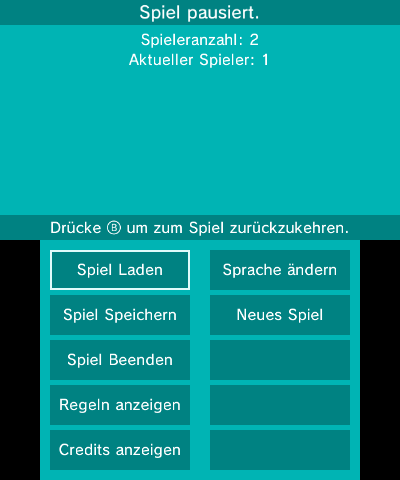 Spiel pausiert.
Spieleranzahl: 2
Aktueller Spieler: 1
Drücke Ⓑ um zum Spiel zurückzukehren.
Spiel Laden
Sprache ändern
Spiel Speichern
Neues Spiel
Spiel Beenden
Regeln anzeigen
Credits anzeigen